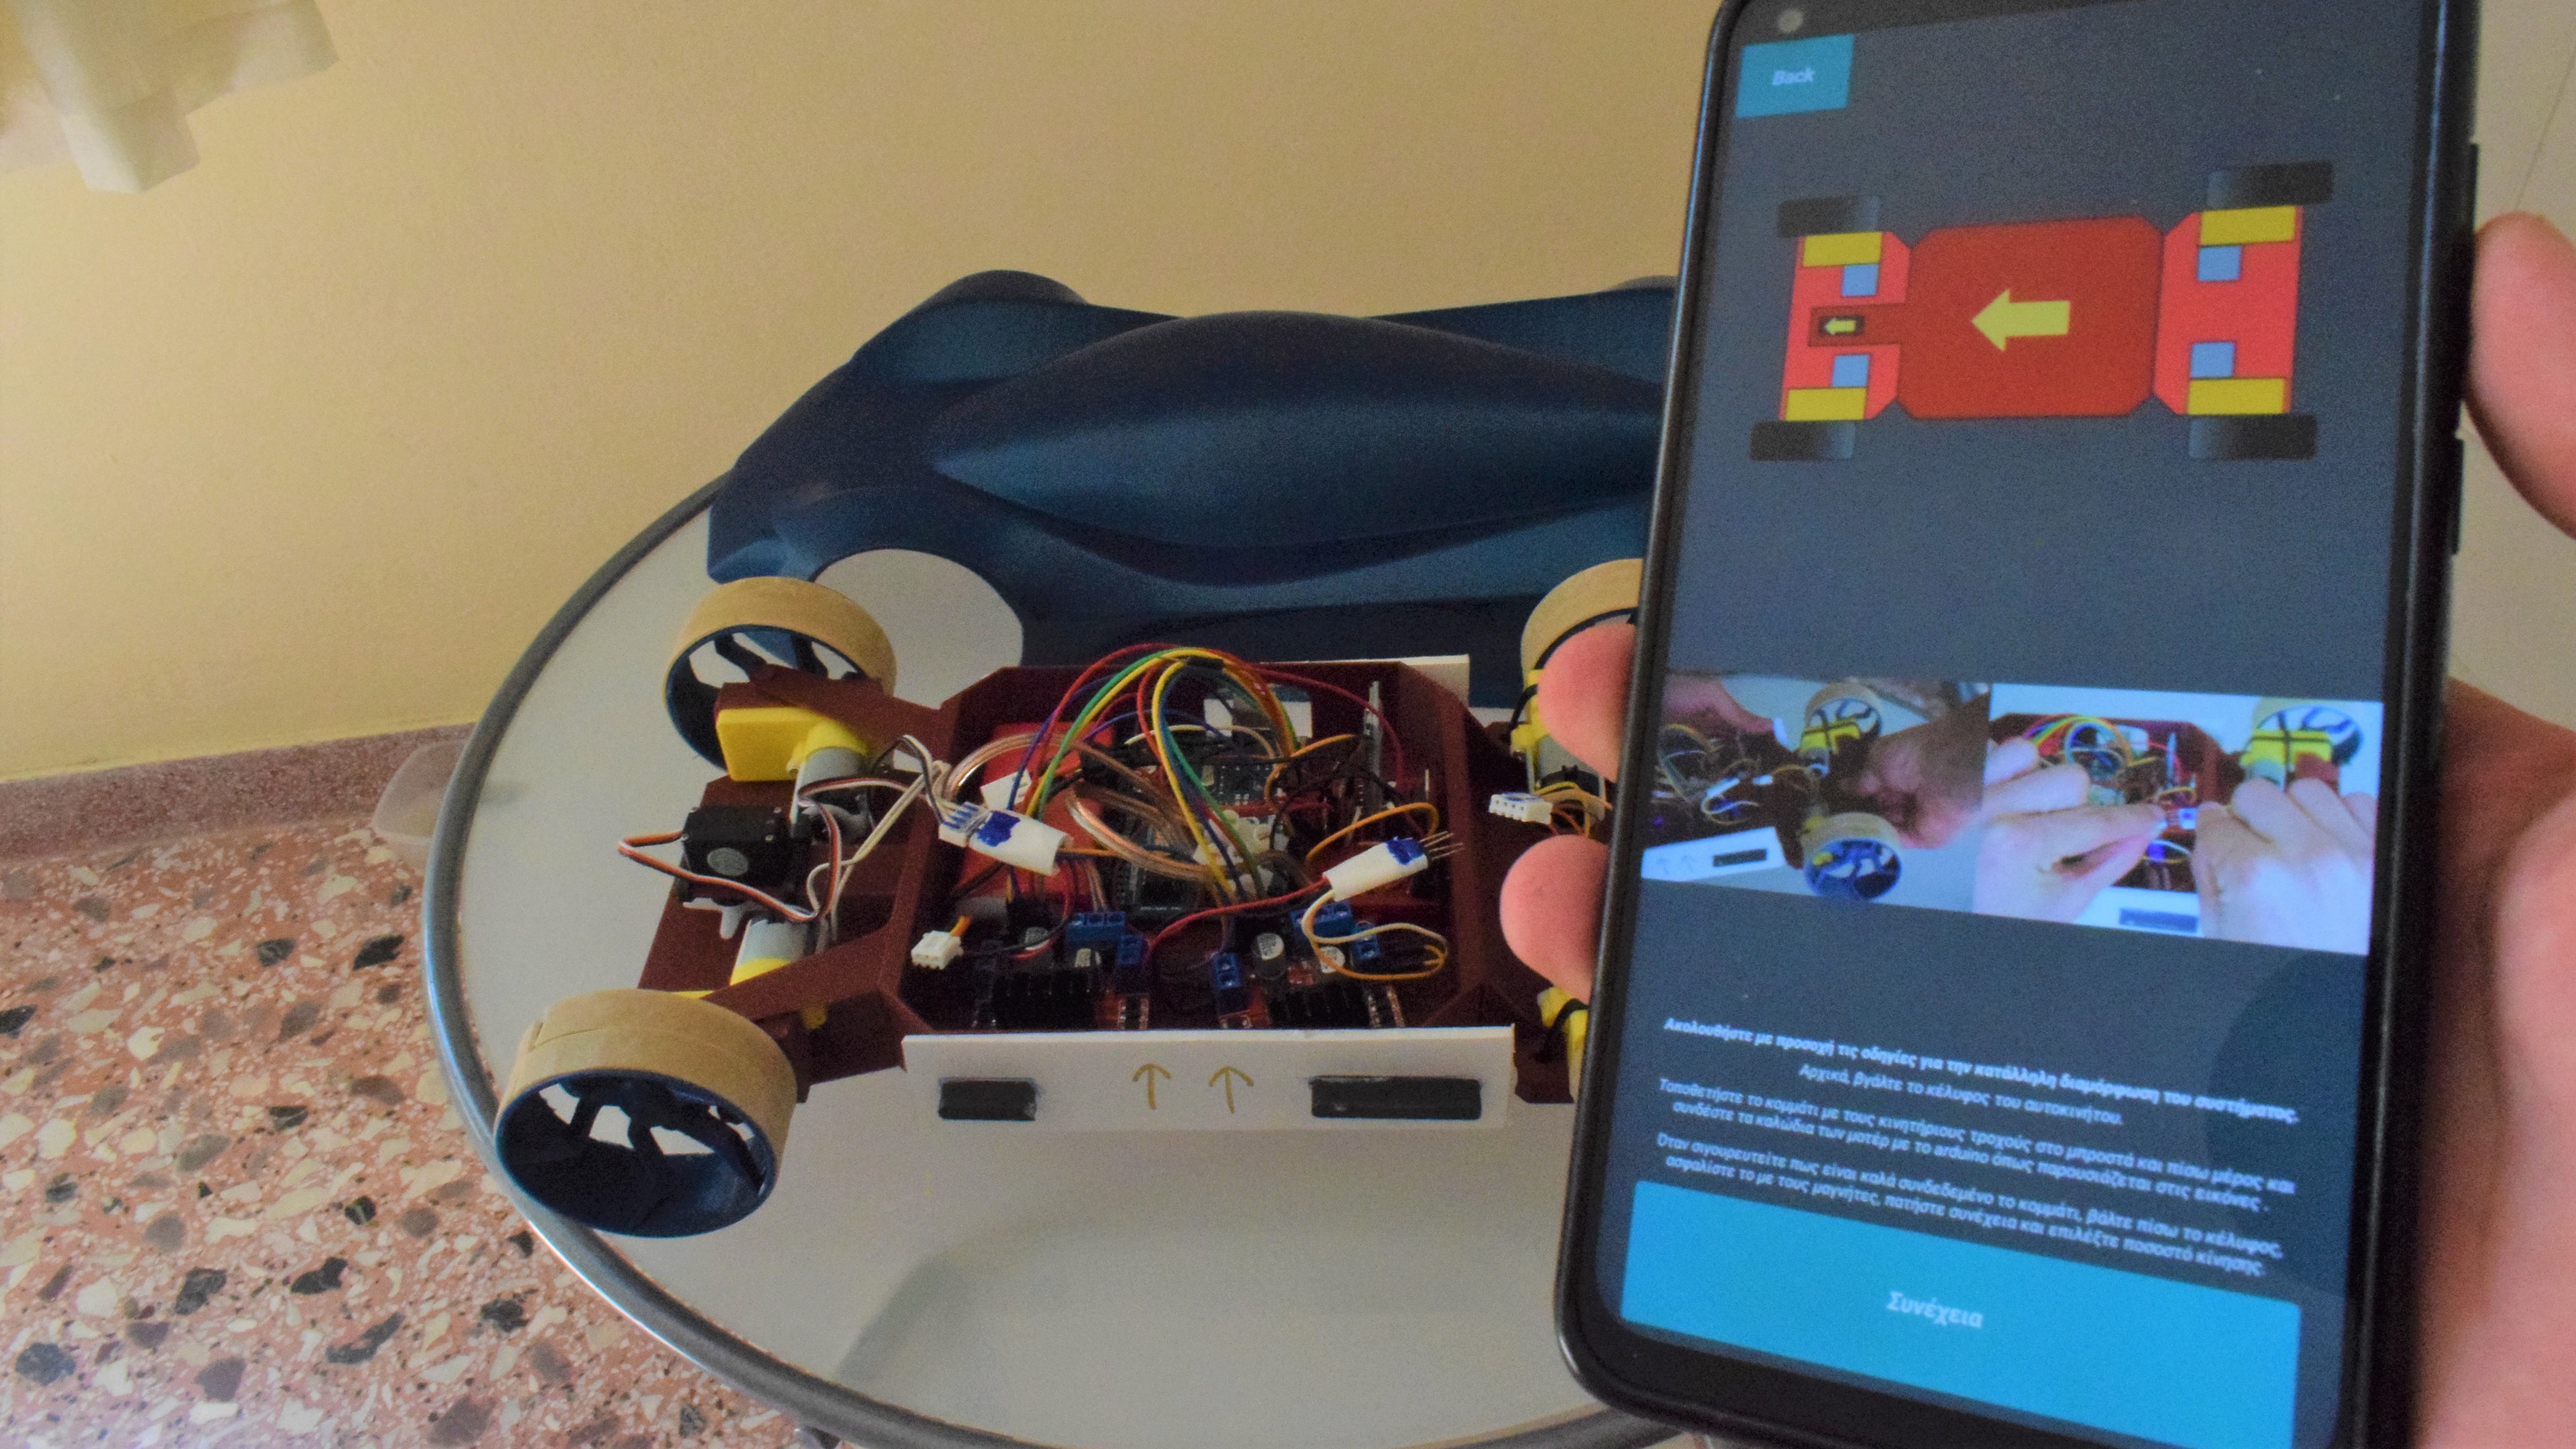 Back
Ακολουθήστε με προσοχή τις οδηγίες για την κατάλληλη διαμόρφωση του συστήματος.
Αρχικά, βγάλτε το κέλυφος του αυτοκινήτου.
Τοποθετήστε το κομμάτι με τους κινητήριους τροχούς στο μπροστά και πίσω μέρος και
συνδέστε τα καλώδια των μοτέρ με το arduino όπως παρουσιάζεται στις εικόνες .
Όταν σιγουρευτείτε πως είναι καλά συνδεδεμένο το κομμάτι, βάλτε πίσω το κέλυφος,
ασφαλίστε το με τους μαγνήτες, πατήστε συνέχεια και επιλέξτε ποσοστό κίνησης.
Συνέχεια